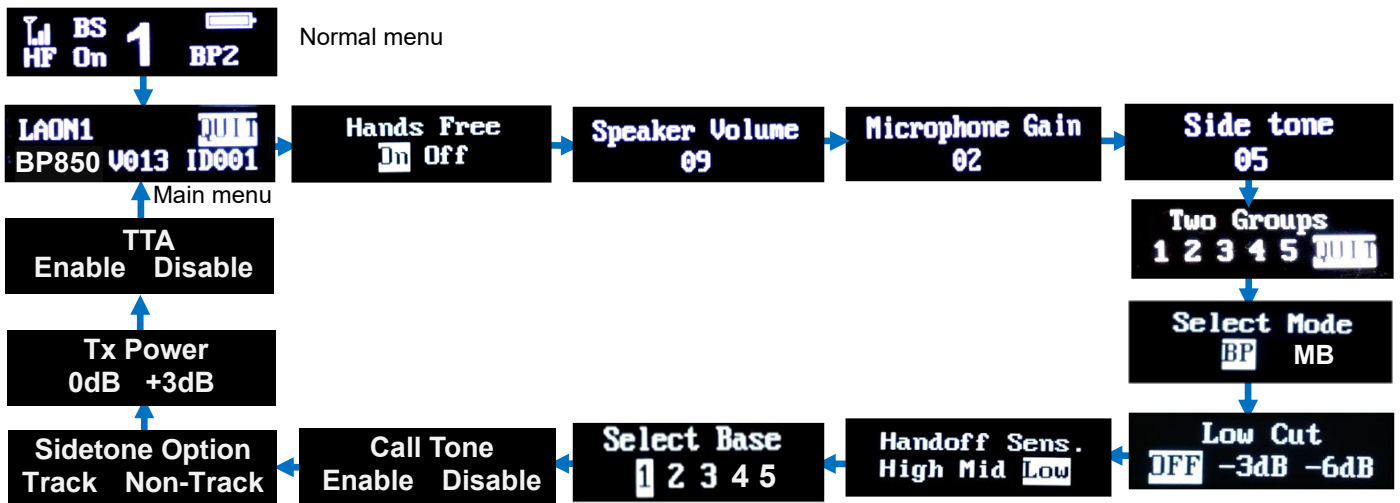 BS
HF On 1 BP2
Normal menu
LAON1 QUIT
BP850 V013 ID001
Main menu
Hands Free
On Off
Speaker Volume
09
Microphone Gain
02
Side tone
05
Two Groups
1 2 3 4 5 QUIT
Select Mode
BP MB
Low Cut
OFF -3dB -6dB
Handoff Sens.
High Mid Low
Select Base
1 2 3 4 5
Call Tone
Enable Disable
Sidetone Option
Track Non-Track
Tx Power
0dB +3dB
TTA
Enable Disable